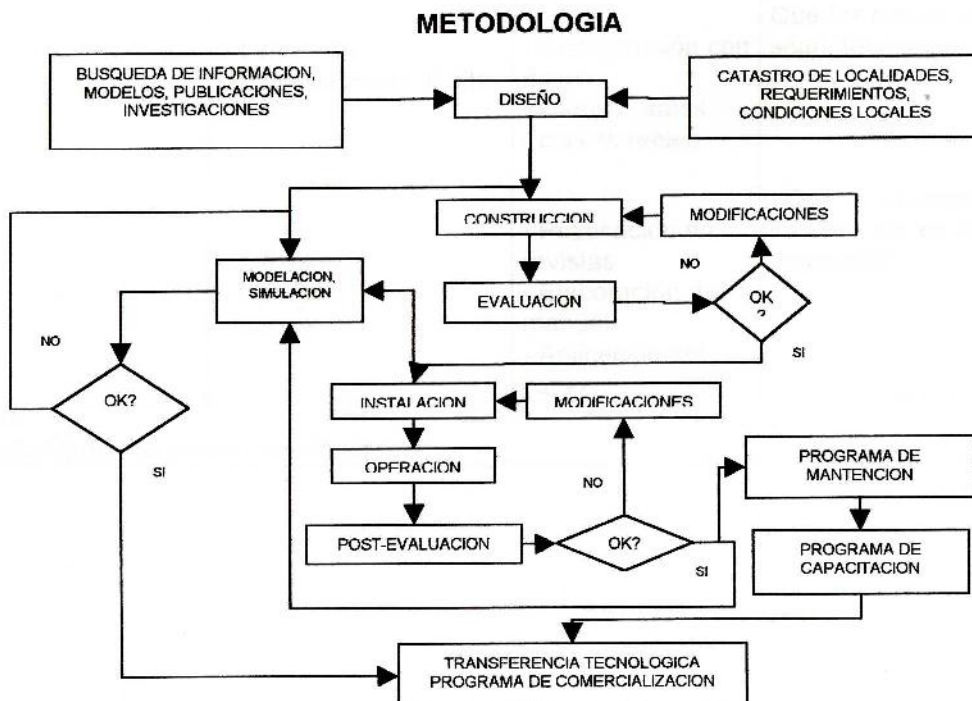 METODOLOGIA
BUSQUEDA DE INFORMACION,
MODELOS, PUBLICACIONES,
INVESTIGACIONES
DISEÑO
CATASTRO DE LOCALIDADES,
REQUERIMIENTOS,
CONDICIONES LOCALES
CONSTRUCCION
MODIFICACIONES
MODELACION,
SIMULACION
EVALUACION
NO
OK
?
SI
NO
OK?
SI
INSTALACION
MODIFICACIONES
OPERACION
NO
POST-EVALUACION
OK?
SI
PROGRAMA DE
MANTENCION
PROGRAMA DE
CAPACITACION
TRANSFERENCIA TECNOLOGICA
PROGRAMA DE COMERCIALIZACION